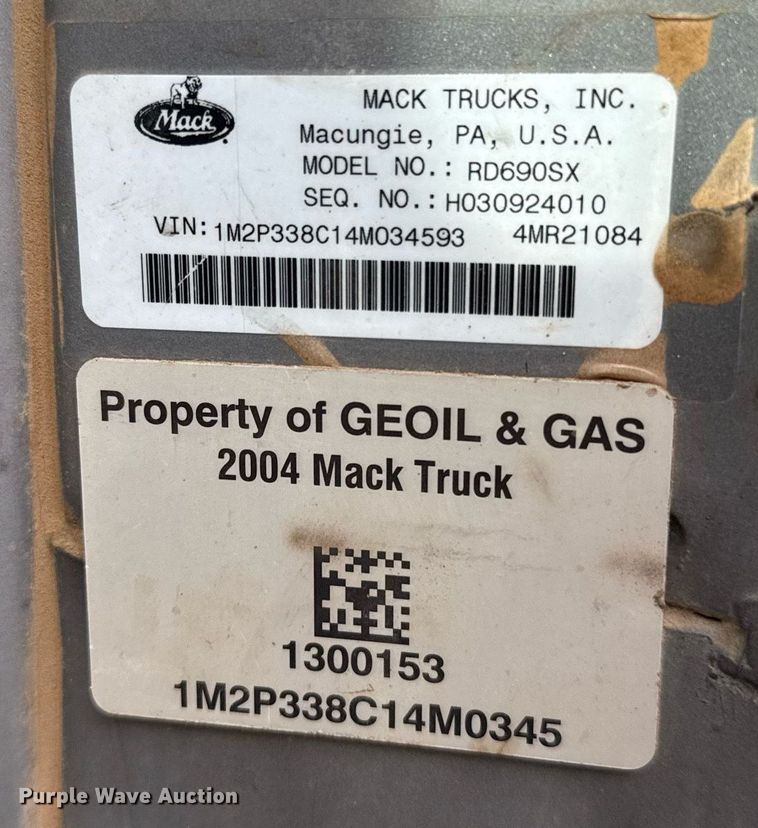 Mack
MACK TRUCKS, INC.
Macungie, PA, U.S.A.
MODEL NO.: RD690SX
SEQ. NO.: H030924010
VIN: 1M2P338C14M034593 4MR21084
Property of GEOIL & GAS
2004 Mack Truck
1300153
1M2P338C14M0345
Purple Wave Auction